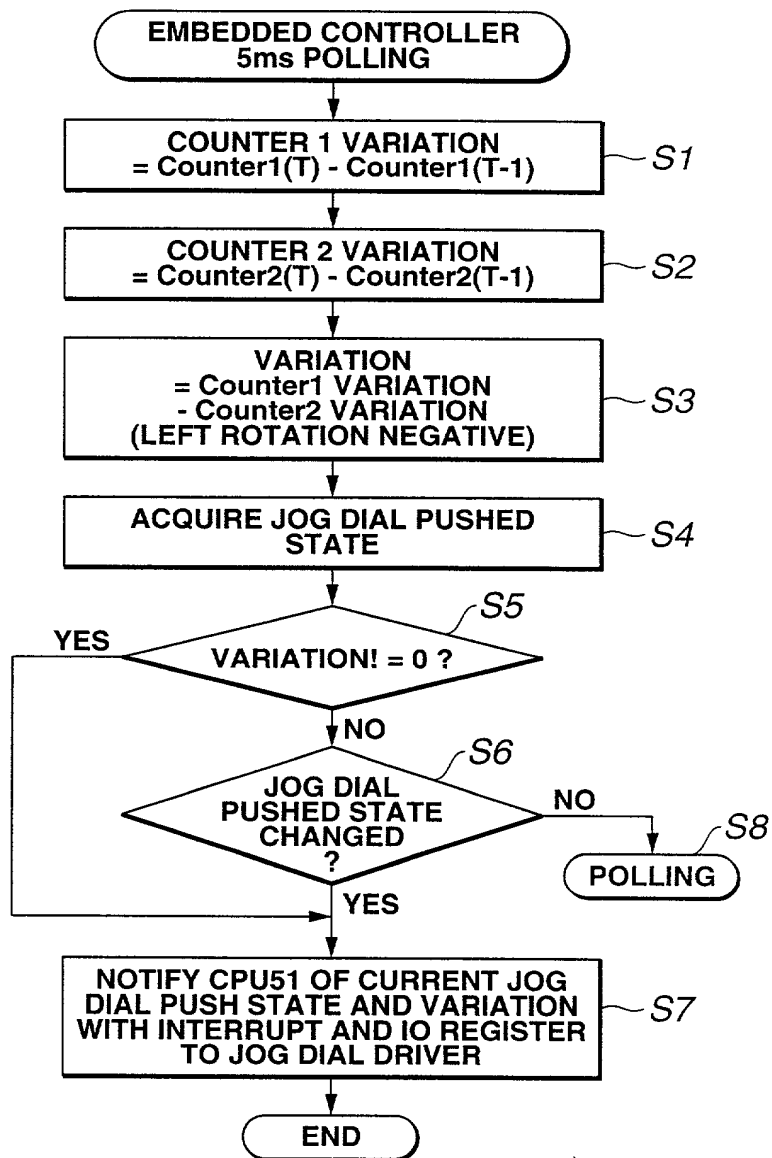 EMBEDDED CONTROLLER
5ms POLLING
COUNTER 1 VARIATION
= Counter1(T) - Counter1(T-1)
S1
COUNTER 2 VARIATION
= Counter2(T) - Counter2(T-1)
S2
VARIATION
= Counter1 VARIATION
- Counter2 VARIATION
(LEFT ROTATION NEGATIVE)
S3
ACQUIRE JOG DIAL PUSHED
STATE
S4
S5
YES
VARIATION! = 0 ?
NO
S6
JOG DIAL
PUSHED STATE
CHANGED
?
NO
S8
POLLING
YES
NOTIFY CPU51 OF CURRENT JOG
DIAL PUSH STATE AND VARIATION
WITH INTERRUPT AND IO REGISTER
TO JOG DIAL DRIVER
S7
END